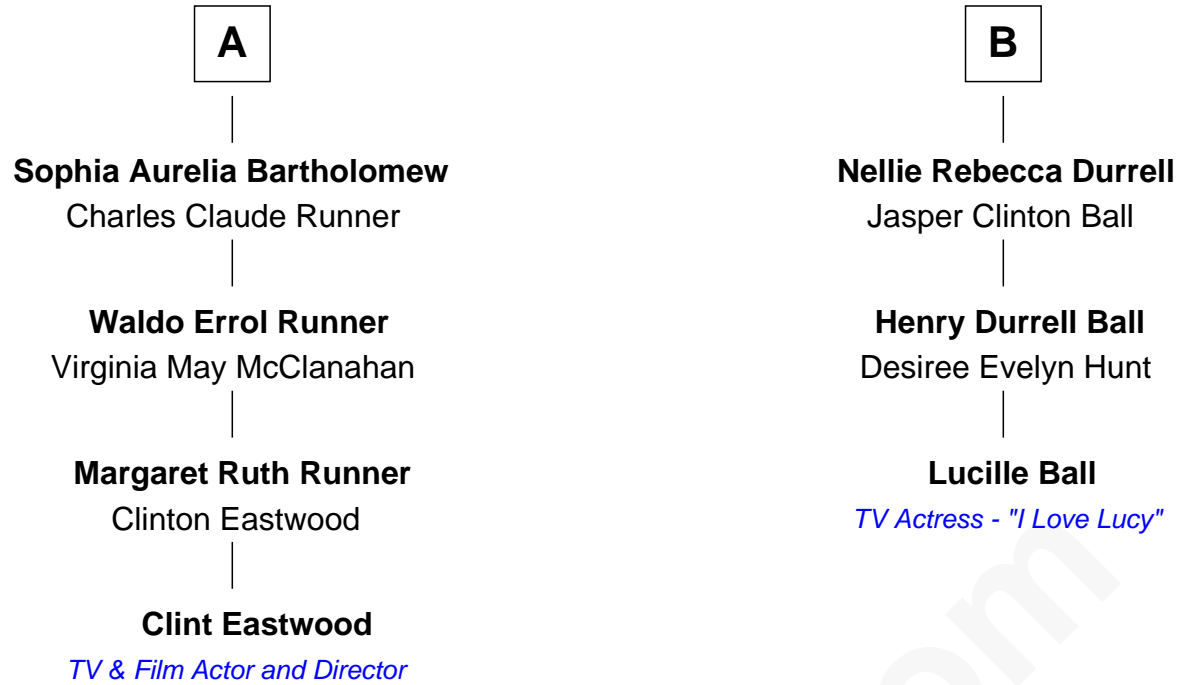 A
Sophia Aurelia Bartholomew
Charles Claude Runner
Waldo Errol Runner
Virginia May McClanahan
Margaret Ruth Runner
Clinton Eastwood
Clint Eastwood
TV & Film Actor and Director
B
Nellie Rebecca Durrell
Jasper Clinton Ball
Henry Durrell Ball
Desiree Evelyn Hunt
Lucille Ball
TV Actress - "I Love Lucy"
om